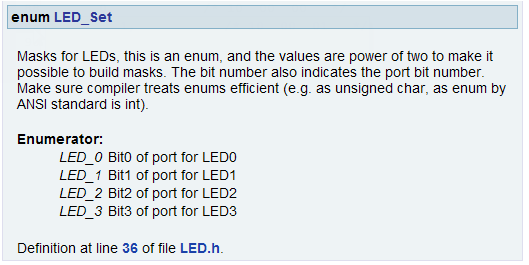 enum LED_Set
Masks for LEDs, this is an enum, and the values are power of two to make it
possible to build masks. The bit number also indicates the port bit number.
Make sure compiler treats enums efficient (e.g. as unsigned char, as enum by
ANSI standard is int).
Enumerator:
LED_0 Bit0 of port for LED0
LED_1 Bit1 of port for LED1
LED_2 Bit2 of port for LED2
LED_3 Bit3 of port for LED3
Definition at line 36 of file LED.h.